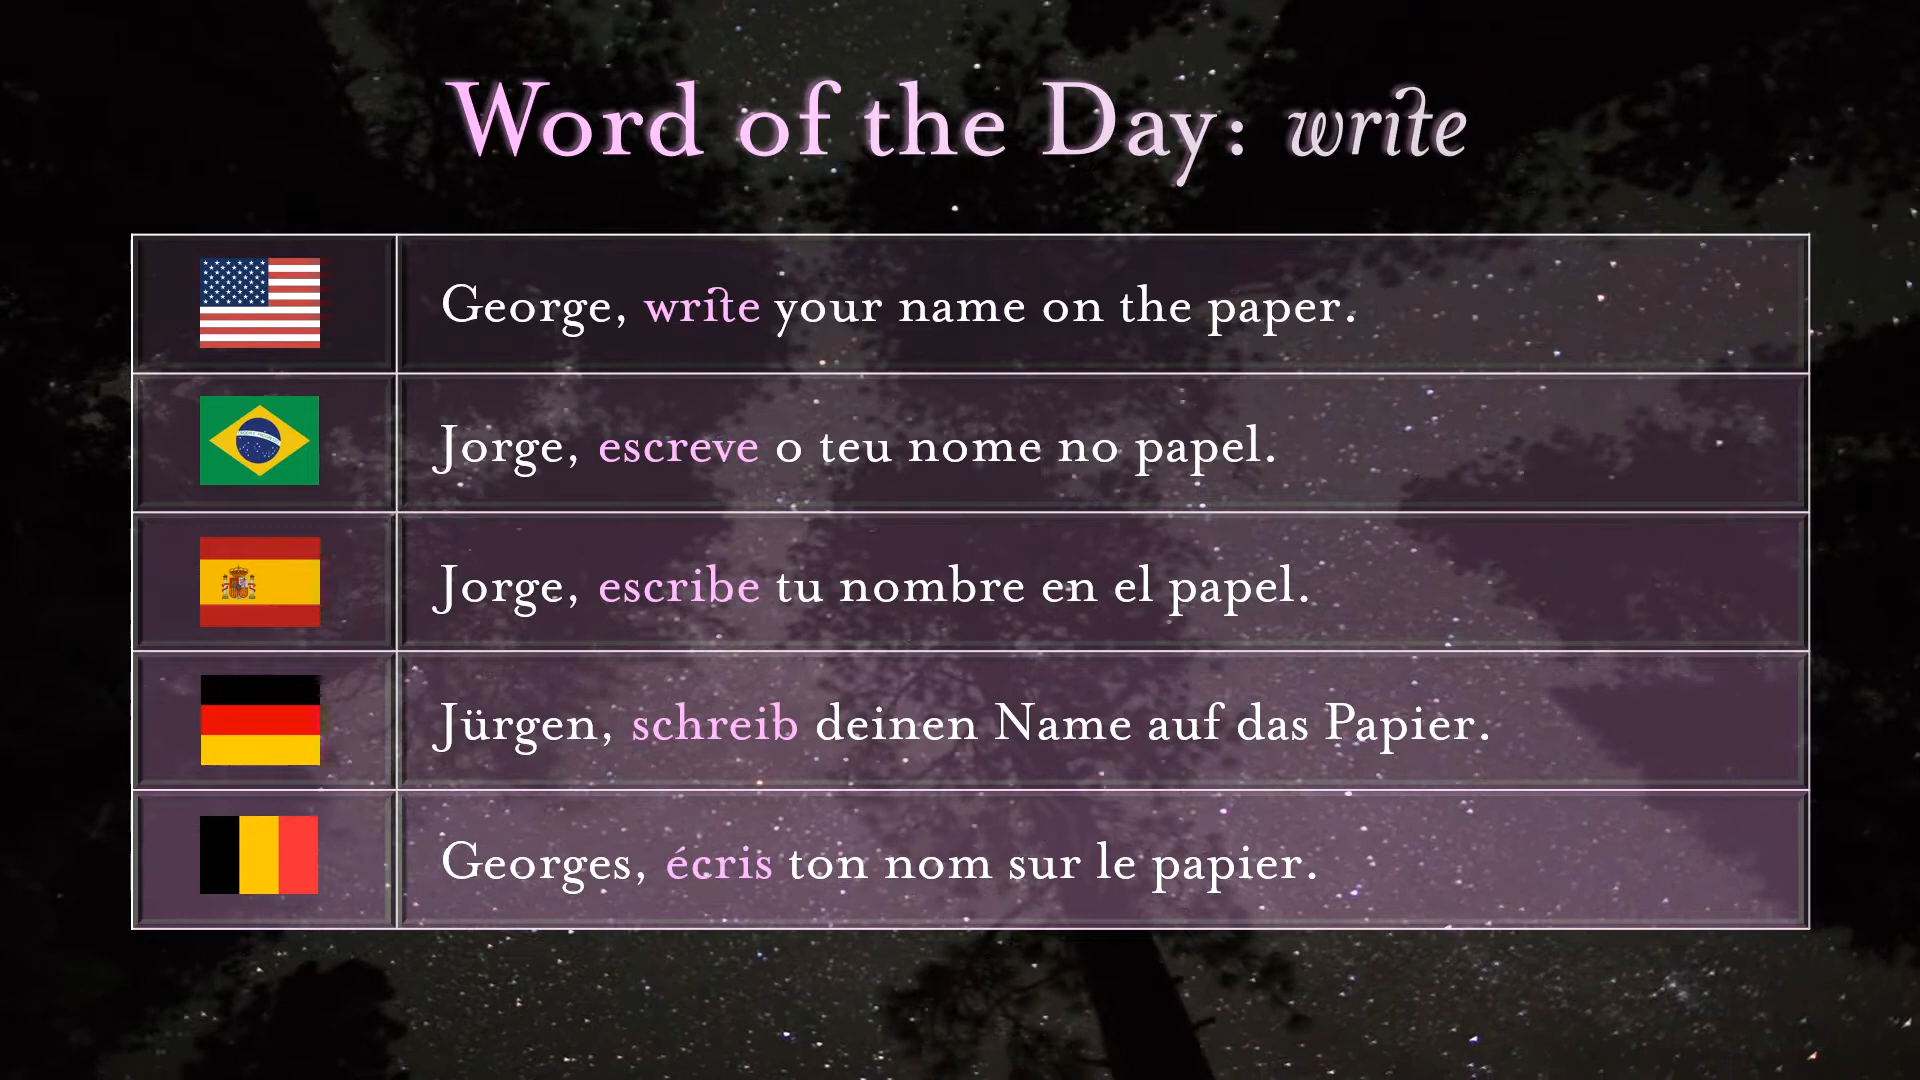 Word of the Day: write
George, write your name on the paper.
Jorge, escreve o teu nome no papel.
Jorge, escribe tu nombre en el papel.
Jürgen, schreib deinen Name auf das Papier.
Georges, écris ton nom sur le papier.